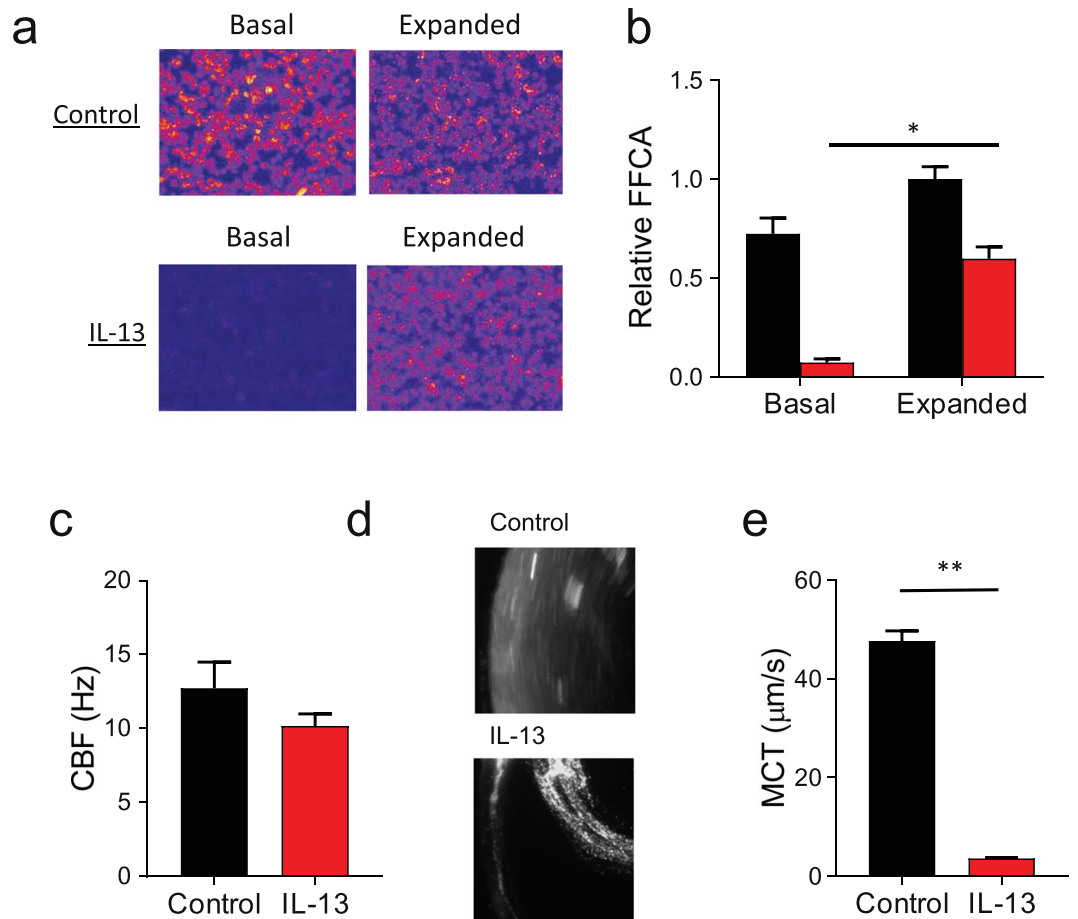 a
Basal
Expanded
Control
Basal
Expanded
IL-13
b
Relative FFCA
1.5
1.0
0.5
0.0
*
Basal
Expanded
c
CBF (Hz)
20
15
10
5
0
Control
IL-13
d
Control
IL-13
e
MCT (μm/s)
60
40
20
0
**
Control
IL-13